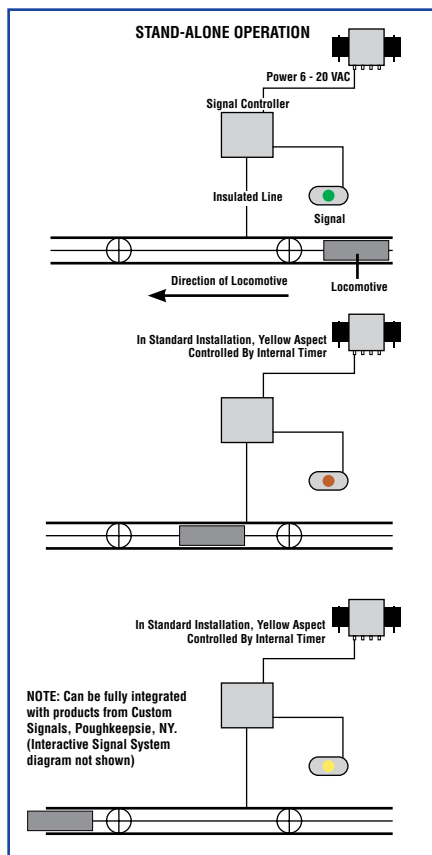 STAND-ALONE OPERATION
Power 6 - 20 VAC
Signal Controller
Insulated Line
Signal
Direction of Locomotive
Locomotive
In Standard Installation, Yellow Aspect
Controlled By Internal Timer
In Standard Installation, Yellow Aspect
Controlled By Internal Timer
NOTE: Can be fully integrated
with products from Custom
Signals, Poughkeepsie, NY.
(Interactive Signal System
diagram not shown)